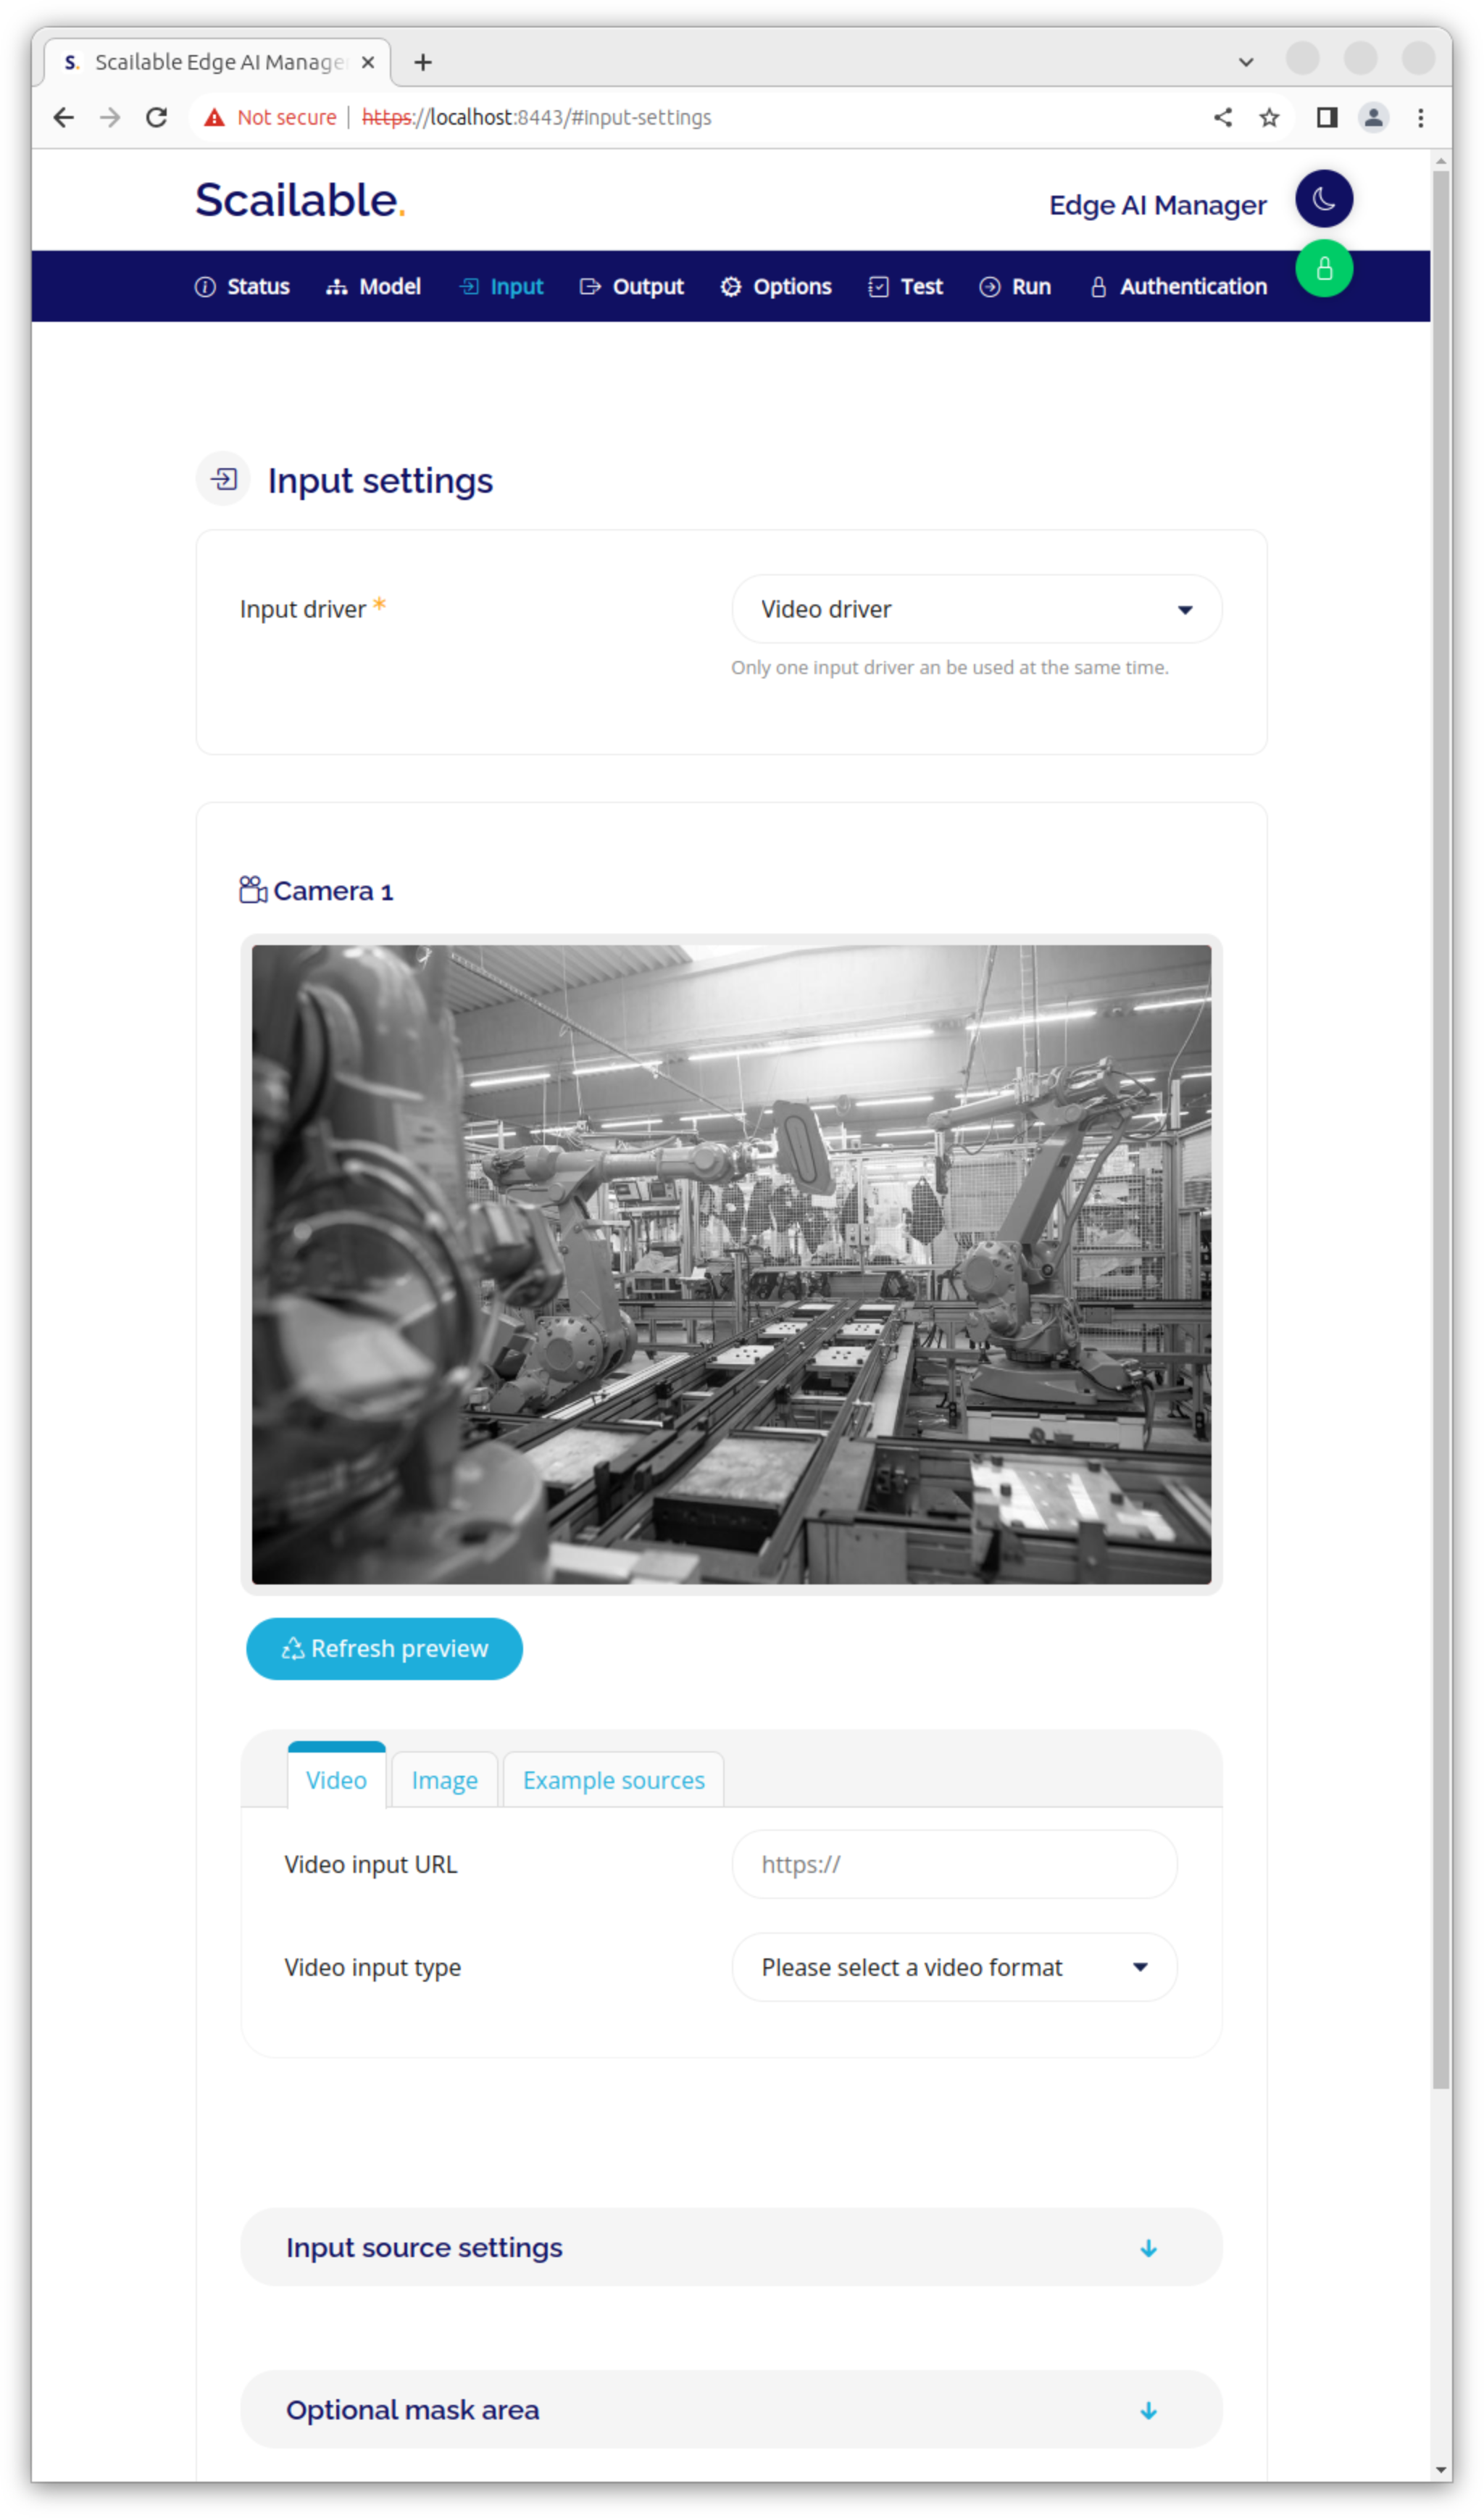 S. Scailable Edge AI Manage
Not secure | https://localhost:8443/#input-settings
Scailable.
Edge AI Manager
Status Model Input Output Options Test Run Authentication
Input settings
Input driver *
Video driver
Only one input driver an be used at the same time.
Camera 1
Refresh preview
Video Image Example sources
Video input URL
https://
Video input type
Please select a video format
Input source settings
Optional mask area